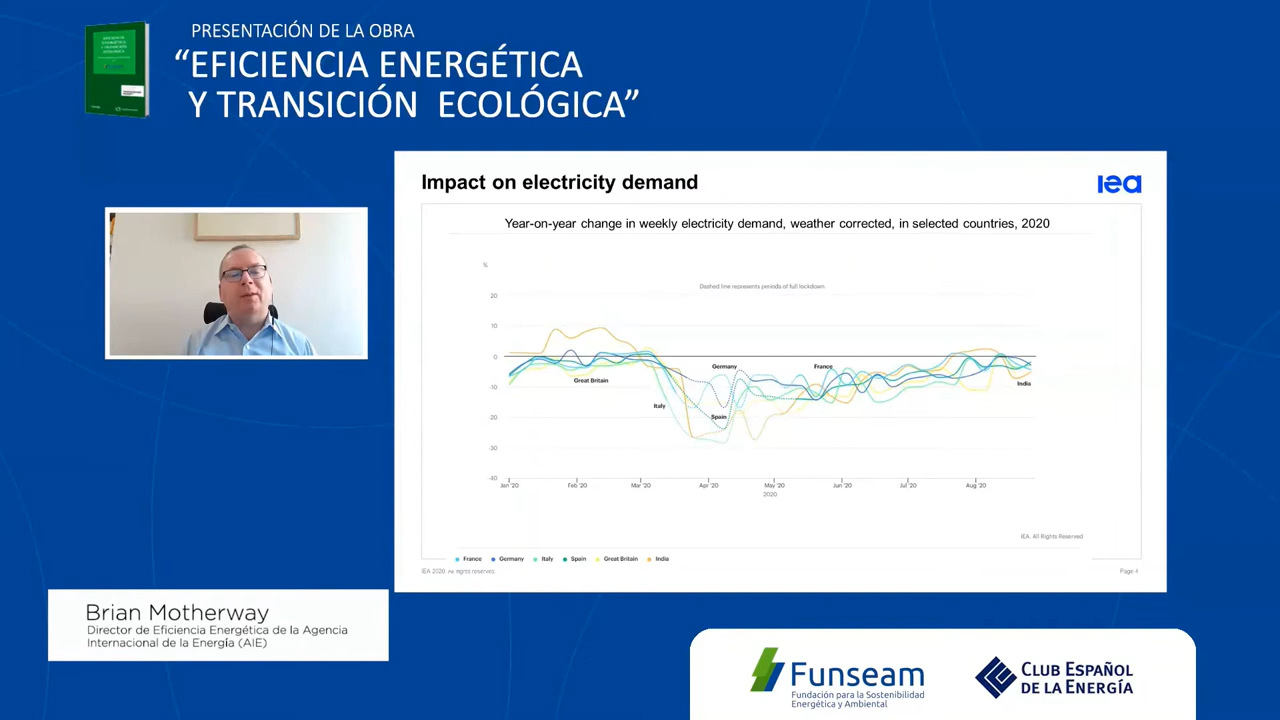 PRESENTACIÓN DE LA OBRA
“EFICIENCIA ENERGÉTICA
Y TRANSICIÓN ECOLÓGICA”
Impact on electricity demand
iea
Year-on-year change in weekly electricity demand, weather corrected, in selected countries, 2020
%
Dashed line represents periods of full lockdown
20
10
0
-10
-20
-30
-40
Great Britain
Italy
Germany
Spain
France
India
Jan '20
Feb '20
Mar '20
Apr '20
May '20
Jun '20
Jul '20
Aug '20
2020
IEA. All Rights Reserved
France
Germany
Italy
Spain
Great Britain
India
IEA 2020. All rights reserved.
Page 4
Brian Motherway
Director de Eficiencia Energética de la Agencia
Internacional de la Energía (AIE)
Funseam
Fundación para la Sostenibilidad
Energética y Ambiental
CLUB ESPAÑOL
DE LA ENERGÍA